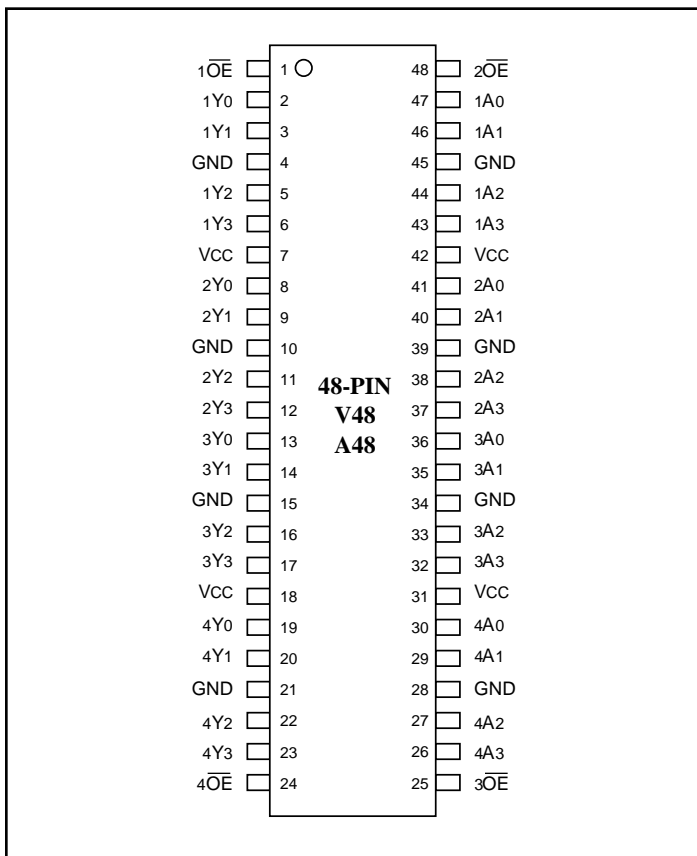 1O̅E̅ 1 48 2O̅E̅
1Y0 2 47 1A0
1Y1 3 46 1A1
GND 4 45 GND
1Y2 5 44 1A2
1Y3 6 43 1A3
VCC 7 42 VCC
2Y0 8 41 2A0
2Y1 9 40 2A1
GND 10 39 GND
2Y2 11 38 2A2
48-PIN
2Y3 12 37 2A3
V48
3Y0 13 36 3A0
A48
3Y1 14 35 3A1
GND 15 34 GND
3Y2 16 33 3A2
3Y3 17 32 3A3
VCC 18 31 VCC
4Y0 19 30 4A0
4Y1 20 29 4A1
GND 21 28 GND
4Y2 22 27 4A2
4Y3 23 26 4A3
4O̅E̅ 24 25 3O̅E̅